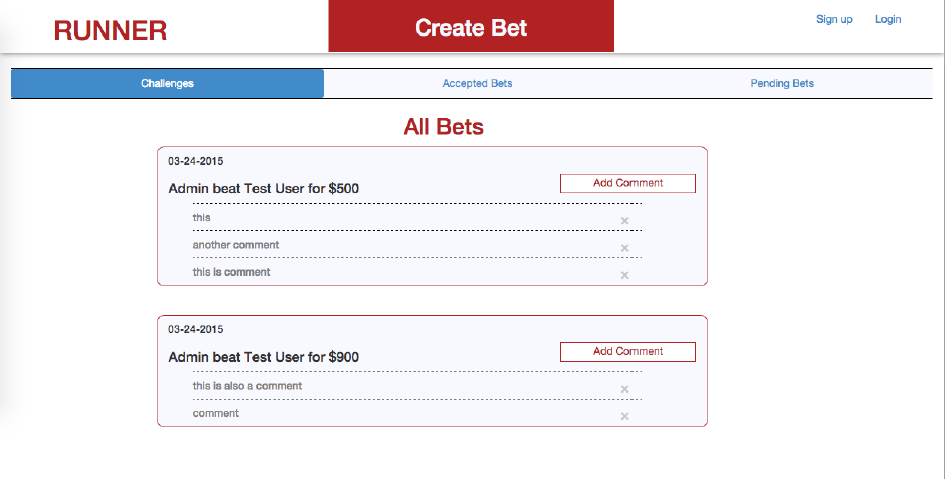 RUNNER
Create Bet
Sign up
Login
Challenges
Accepted Bets
Pending Bets
All Bets
03-24-2015
Admin beat Test User for $500
Add Comment
this
another comment
this is comment
03-24-2015
Admin beat Test User for $900
Add Comment
this is also a comment
comment